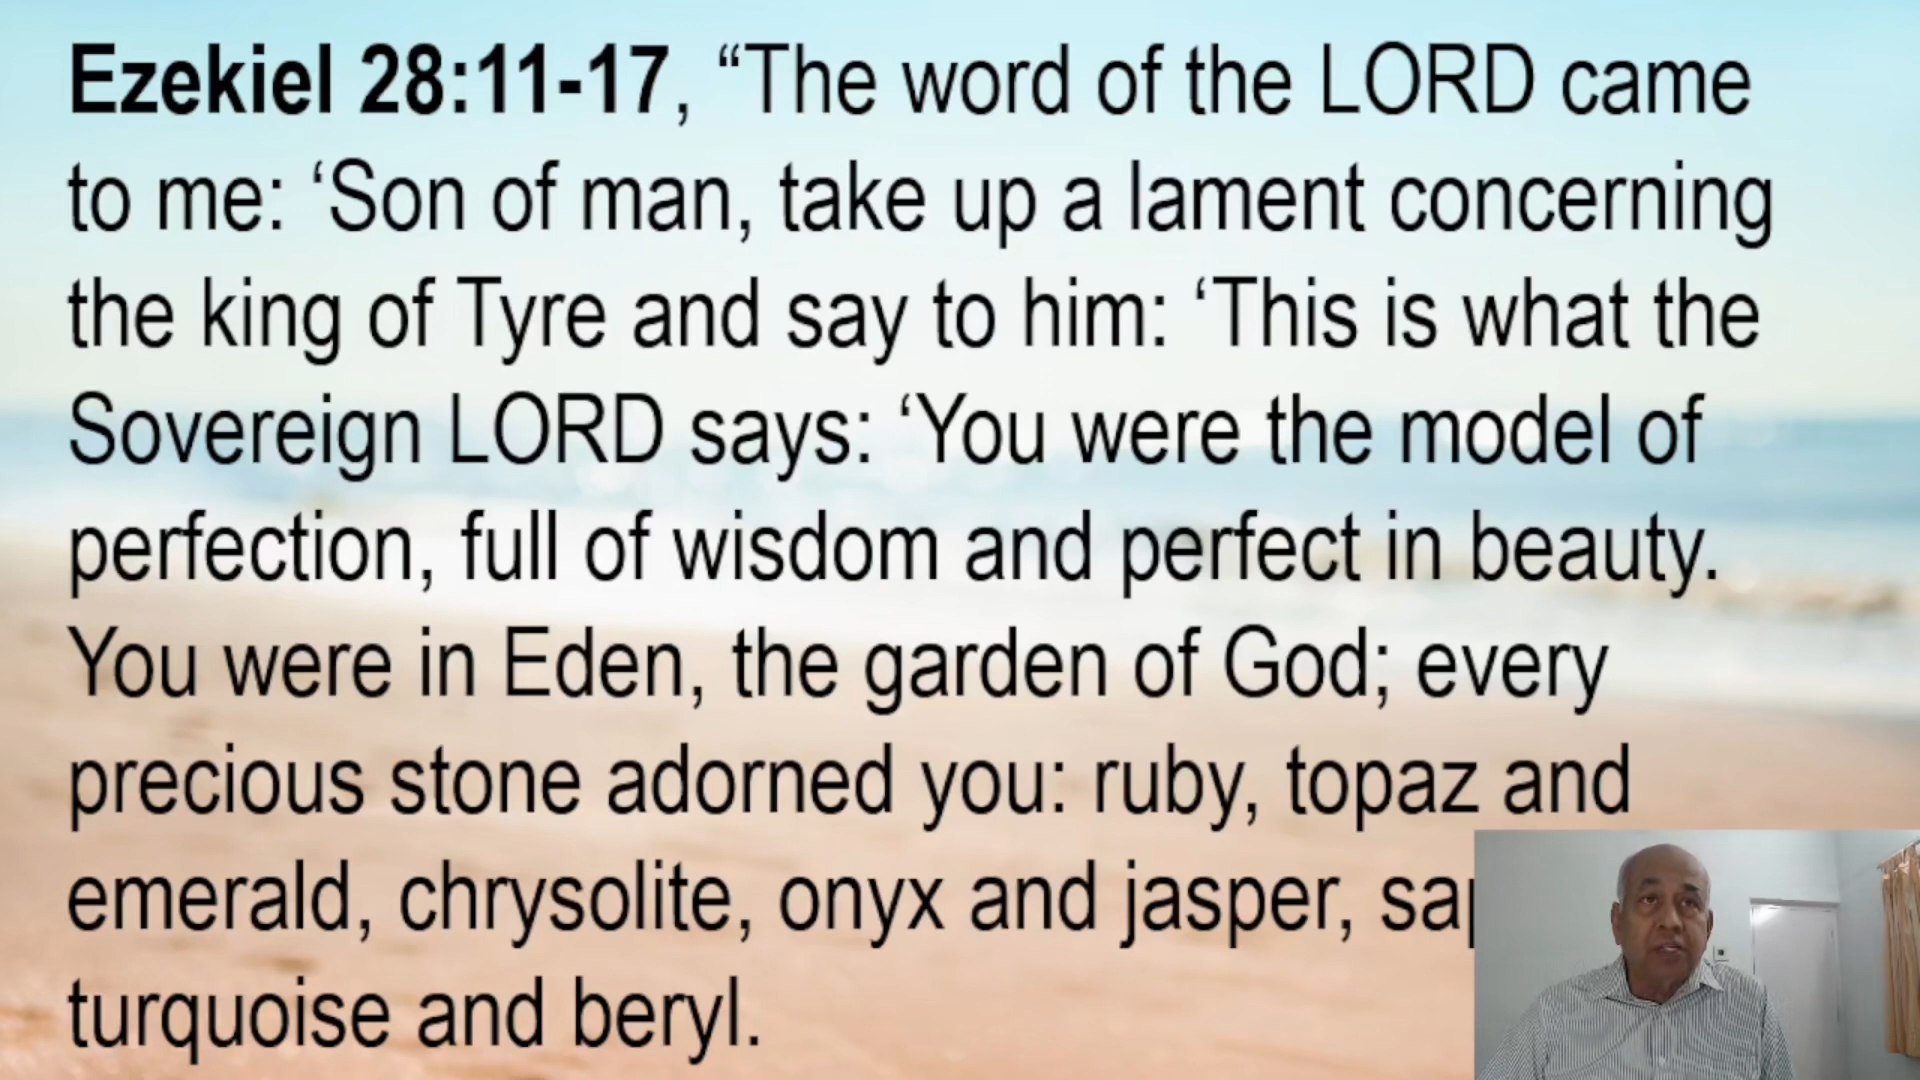 Ezekiel 28:11-17, “The word of the LORD came
to me: ‘Son of man, take up a lament concerning
the king of Tyre and say to him: ‘This is what the
Sovereign LORD says: ‘You were the model of
perfection, full of wisdom and perfect in beauty.
You were in Eden, the garden of God; every
precious stone adorned you: ruby, topaz and
emerald, chrysolite, onyx and jasper,
turquoise and beryl.